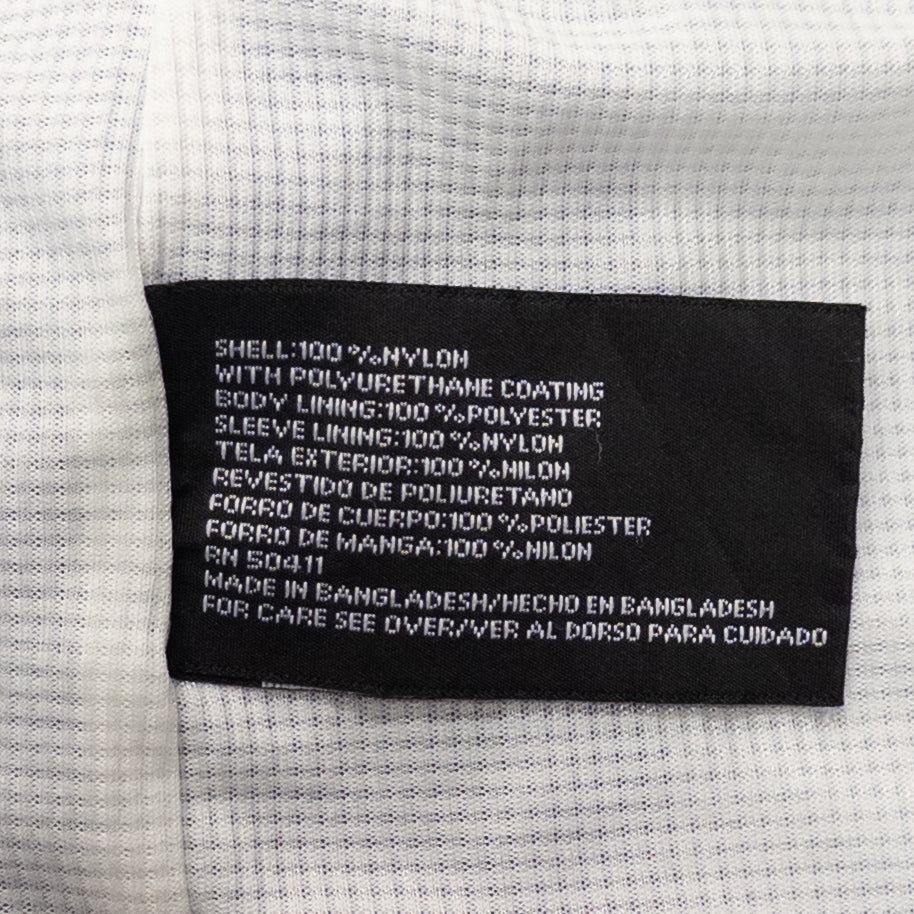 SHELL:100 %NYLON
WITH POLYURETHANE COATING
BODY LINING:100 %POLYESTER
SLEEVE LINING:100 %NYLON
TELA EXTERIOR:100 %NILON
REVESTIDO DE POLIURETANO
FORRO DE CUERPO:100 %POLIESTER
FORRO DE MANGA:100 %NILON
RN 50411
MADE IN BANGLADESH/HECHO EN BANGLADESH
FOR CARE SEE OVER/VER AL DORSO PARA CUIDADO